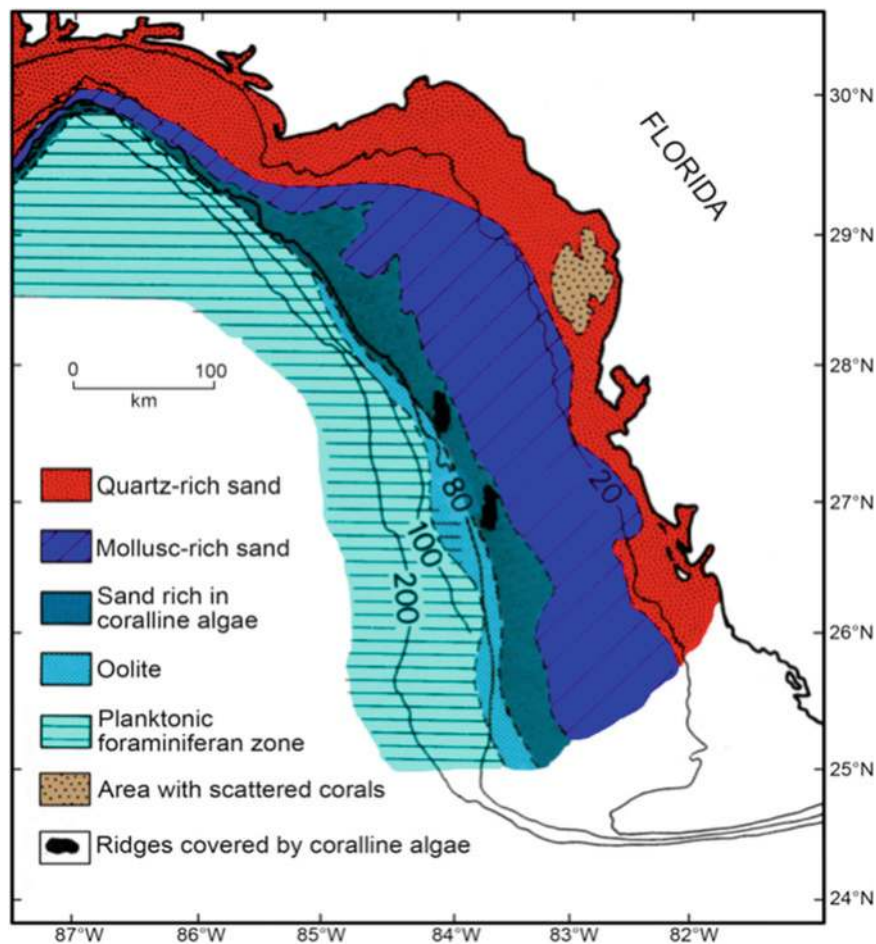 30°N
FLORIDA
29°N
0 100
km
28°N
Quartz-rich sand
20
80
27°N
Mollusc-rich sand
100
200
Sand rich in
coralline algae
26°N
Oolite
Planktonic
foraminiferan zone
25°N
Area with scattered corals
Ridges covered by coralline algae
24°N
87°W 86°W 85°W 84°W 83°W 82°W